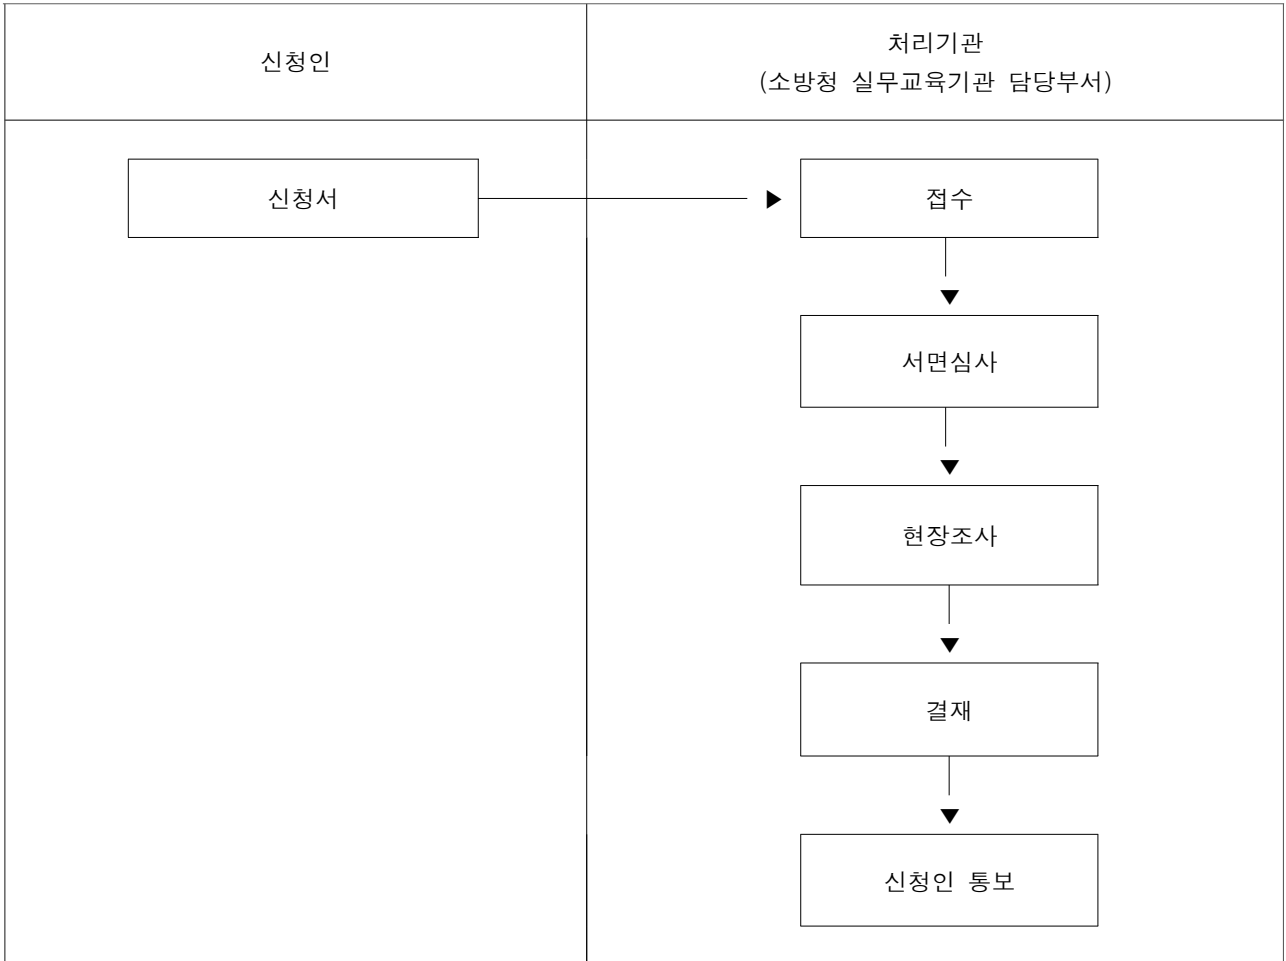 신청인
처리기관
(소방청 실무교육기관 담당부서)
신청서
접수
서면심사
현장조사
결재
신청인 통보